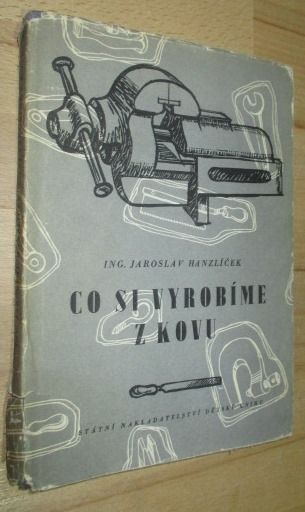 ING. JAROSLAV HANZLÍČEK
CO SI VYROBÍME
Z KOVU
STÁTNÍ NAKLADATELSTVÍ DĚTSKÉ KNIHY